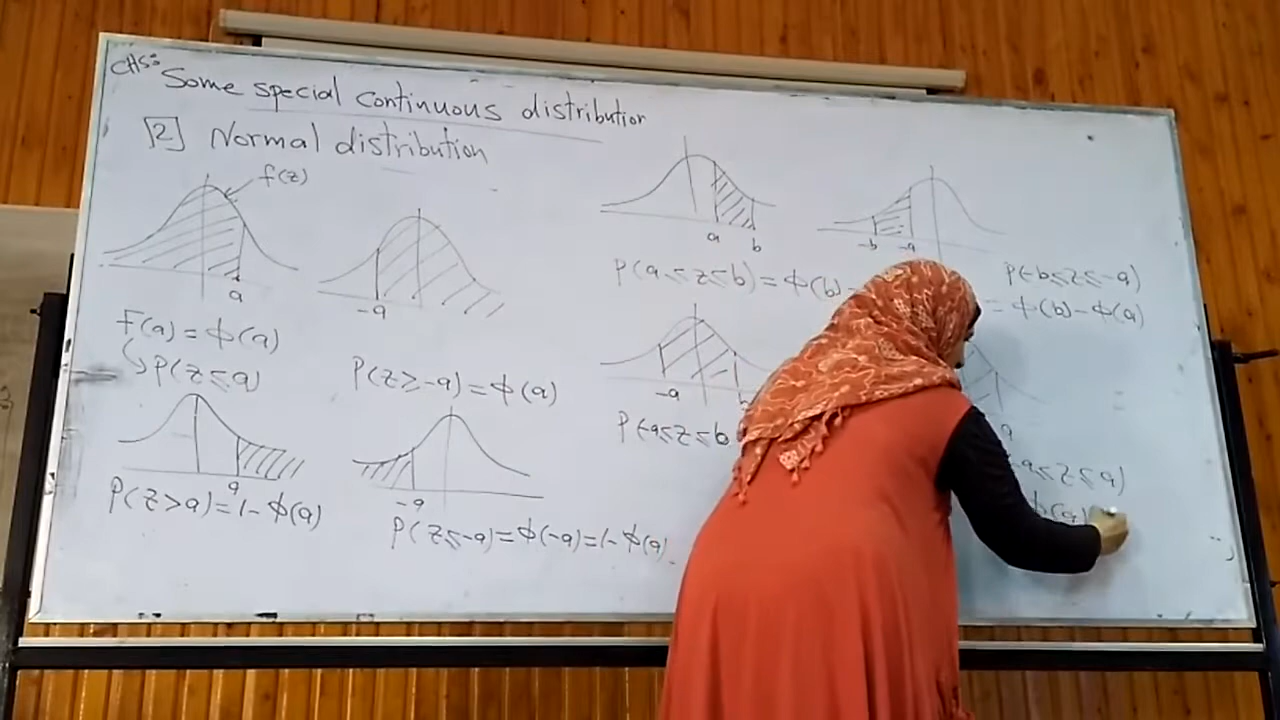 CH5: Some special continuous distribution
[2] Normal distribution
f(z)
a
F(a) = Φ(a)
↳ P(Z ≤ a)
-a
P(Z ≥ -a) = Φ(a)
a
P(Z > a) = 1 - Φ(a)
-a
P(Z ≤ -a) = Φ(-a) = 1 - Φ(a)
a b
P(a ≤ Z ≤ b) = Φ(b) -
-b -a
P(-b ≤ Z ≤ -a)
= Φ(b) - Φ(a)
-a b
P(-a ≤ Z ≤ b
a
-a ≤ Z ≤ a)
Φ(a)